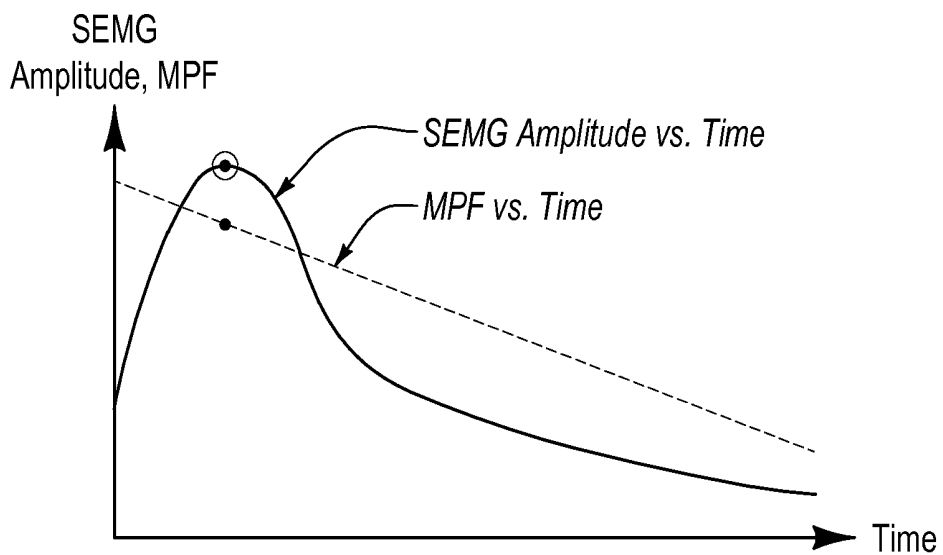 SEMG
Amplitude, MPF
SEMG Amplitude vs. Time
MPF vs. Time
Time